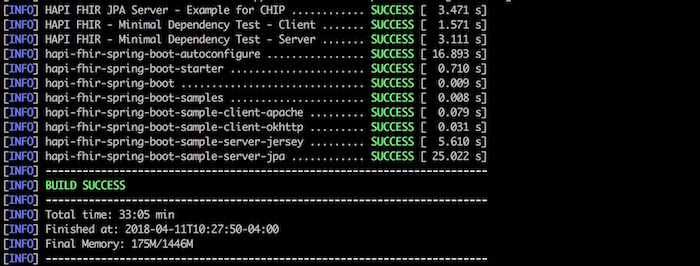 [INFO] HAPI FHIR JPA Server - Example for CHIP ............ SUCCESS [  3.471 s]
[INFO] HAPI FHIR - Minimal Dependency Test - Client ....... SUCCESS [  1.571 s]
[INFO] HAPI FHIR - Minimal Dependency Test - Server ....... SUCCESS [  3.111 s]
[INFO] hapi-fhir-spring-boot-autoconfigure ................ SUCCESS [ 16.893 s]
[INFO] hapi-fhir-spring-boot-starter ...................... SUCCESS [  0.710 s]
[INFO] hapi-fhir-spring-boot .............................. SUCCESS [  0.009 s]
[INFO] hapi-fhir-spring-boot-samples ...................... SUCCESS [  0.008 s]
[INFO] hapi-fhir-spring-boot-sample-client-apache ......... SUCCESS [  0.079 s]
[INFO] hapi-fhir-spring-boot-sample-client-okhttp ......... SUCCESS [  0.031 s]
[INFO] hapi-fhir-spring-boot-sample-server-jersey ......... SUCCESS [  5.610 s]
[INFO] hapi-fhir-spring-boot-sample-server-jpa ............ SUCCESS [ 25.022 s]
[INFO] ------------------------------------------------------------------------
[INFO] BUILD SUCCESS
[INFO] ------------------------------------------------------------------------
[INFO] Total time: 33:05 min
[INFO] Finished at: 2018-04-11T10:27:50-04:00
[INFO] Final Memory: 175M/1446M
[INFO] ------------------------------------------------------------------------